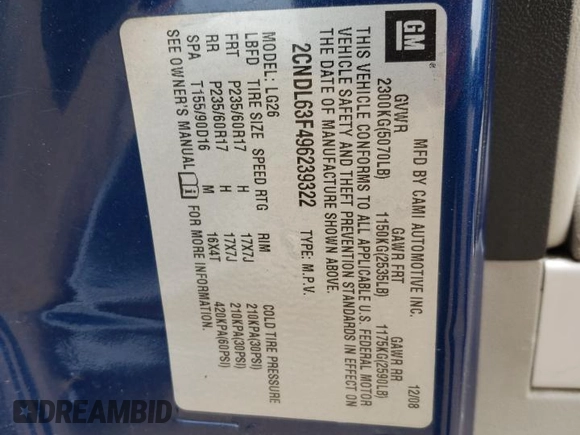 GM
®
MFD BY CAMI AUTOMOTIVE INC. 12/08
GVWR GAWR FRT GAWR RR
2300KG(5070LB) 1150KG(2535LB) 1175KG(2590LB)
THIS VEHICLE CONFORMS TO ALL APPLICABLE U.S. FEDERAL MOTOR
VEHICLE SAFETY AND THEFT PREVENTION STANDARDS IN EFFECT ON
THE DATE OF MANUFACTURE SHOWN ABOVE.
2CNDL63F496239322 TYPE: M.P.V.
MODEL: LG26
LBFD TIRE SIZE SPEED RTG RIM COLD TIRE PRESSURE
FRT P235/60R17 H 17X7J 210KPA(30PSI)
RR P235/60R17 H 17X7J 210KPA(30PSI)
SPA T155/90D16 M 16X4T 420KPA(60PSI)
SEE OWNER'S MANUAL FOR MORE INFORMATION.
DREAMBID